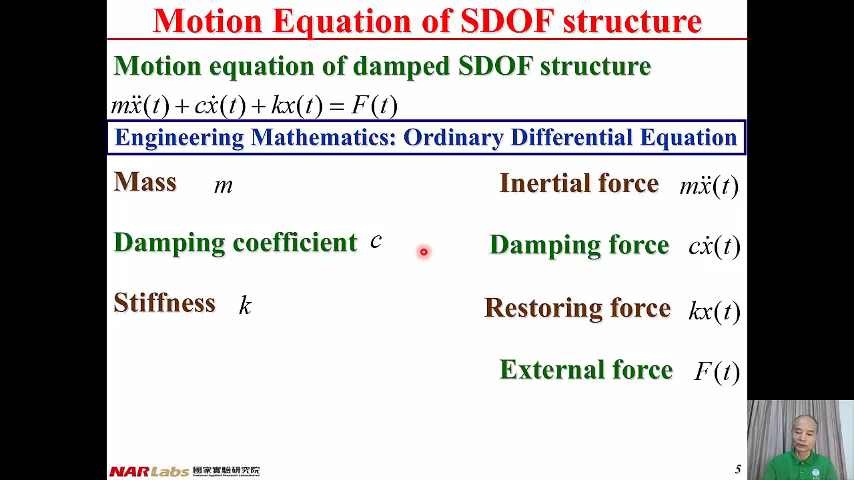 Motion Equation of SDOF structure
Motion equation of damped SDOF structure
mẍ(t) + cẋ(t) + kx(t) = F(t)
Engineering Mathematics: Ordinary Differential Equation
Mass m
Inertial force mẍ(t)
Damping coefficient c
Damping force cẋ(t)
Stiffness k
Restoring force kx(t)
External force F(t)
NARLabs 國家實驗研究院
5